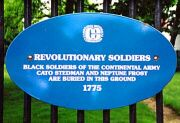 REVOLUTIONARY SOLDIERS
BLACK SOLDIERS OF THE CONTINENTAL ARMY
CATO STEDMAN AND NEPTUNE FROST
ARE BURIED IN THIS GROUND
1775